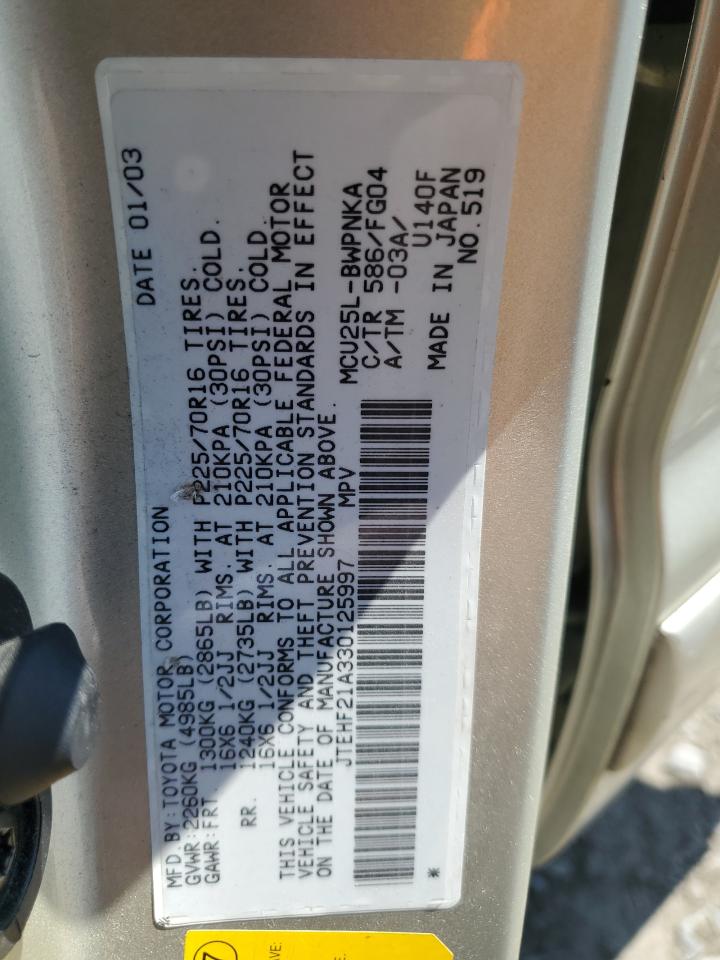 DATE 01/03
MFD. BY: TOYOTA MOTOR CORPORATION
GVWR: 2260KG (4985LB)
GAWR: FRT. 1300KG (2865LB) WITH P225/70R16 TIRES.
16X6 1/2JJ RIMS. AT 210KPA (30PSI) COLD.
RR. 1240KG (2735LB) WITH P225/70R16 TIRES.
16X6 1/2JJ RIMS. AT 210KPA (30PSI) COLD.
THIS VEHICLE CONFORMS TO ALL APPLICABLE FEDERAL MOTOR
VEHICLE SAFETY AND THEFT PREVENTION STANDARDS IN EFFECT
ON THE DATE OF MANUFACTURE SHOWN ABOVE.
JTEHF21A330125997 MPV
MCU25L-BWPNKA
C/TR 586/FG04
A/TM -03A/
U140F
MADE IN JAPAN
NO.519
*
7